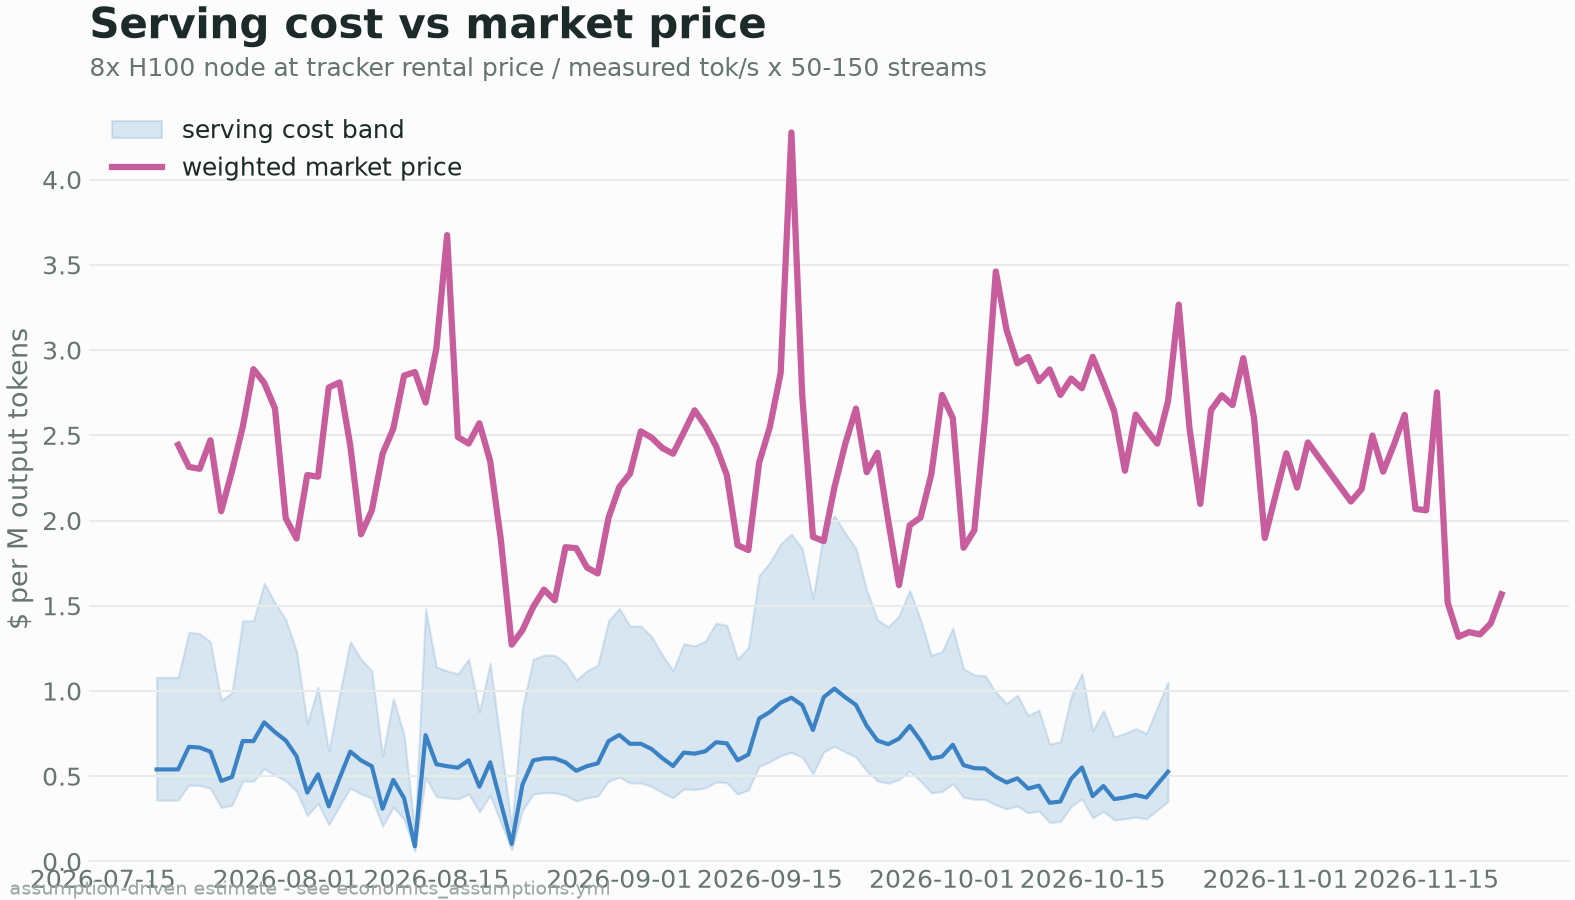 Serving cost vs market price
8x H100 node at tracker rental price / measured tok/s x 50-150 streams
serving cost band
weighted market price
$ per M output tokens
4.0
3.5
3.0
2.5
2.0
1.5
1.0
0.5
0.0
2026-07-15 2026-08-01 2026-08-15 2026-09-01 2026-09-15 2026-10-01 2026-10-15 2026-11-01 2026-11-15
assumption-driven estimate - see economics_assumptions.yml